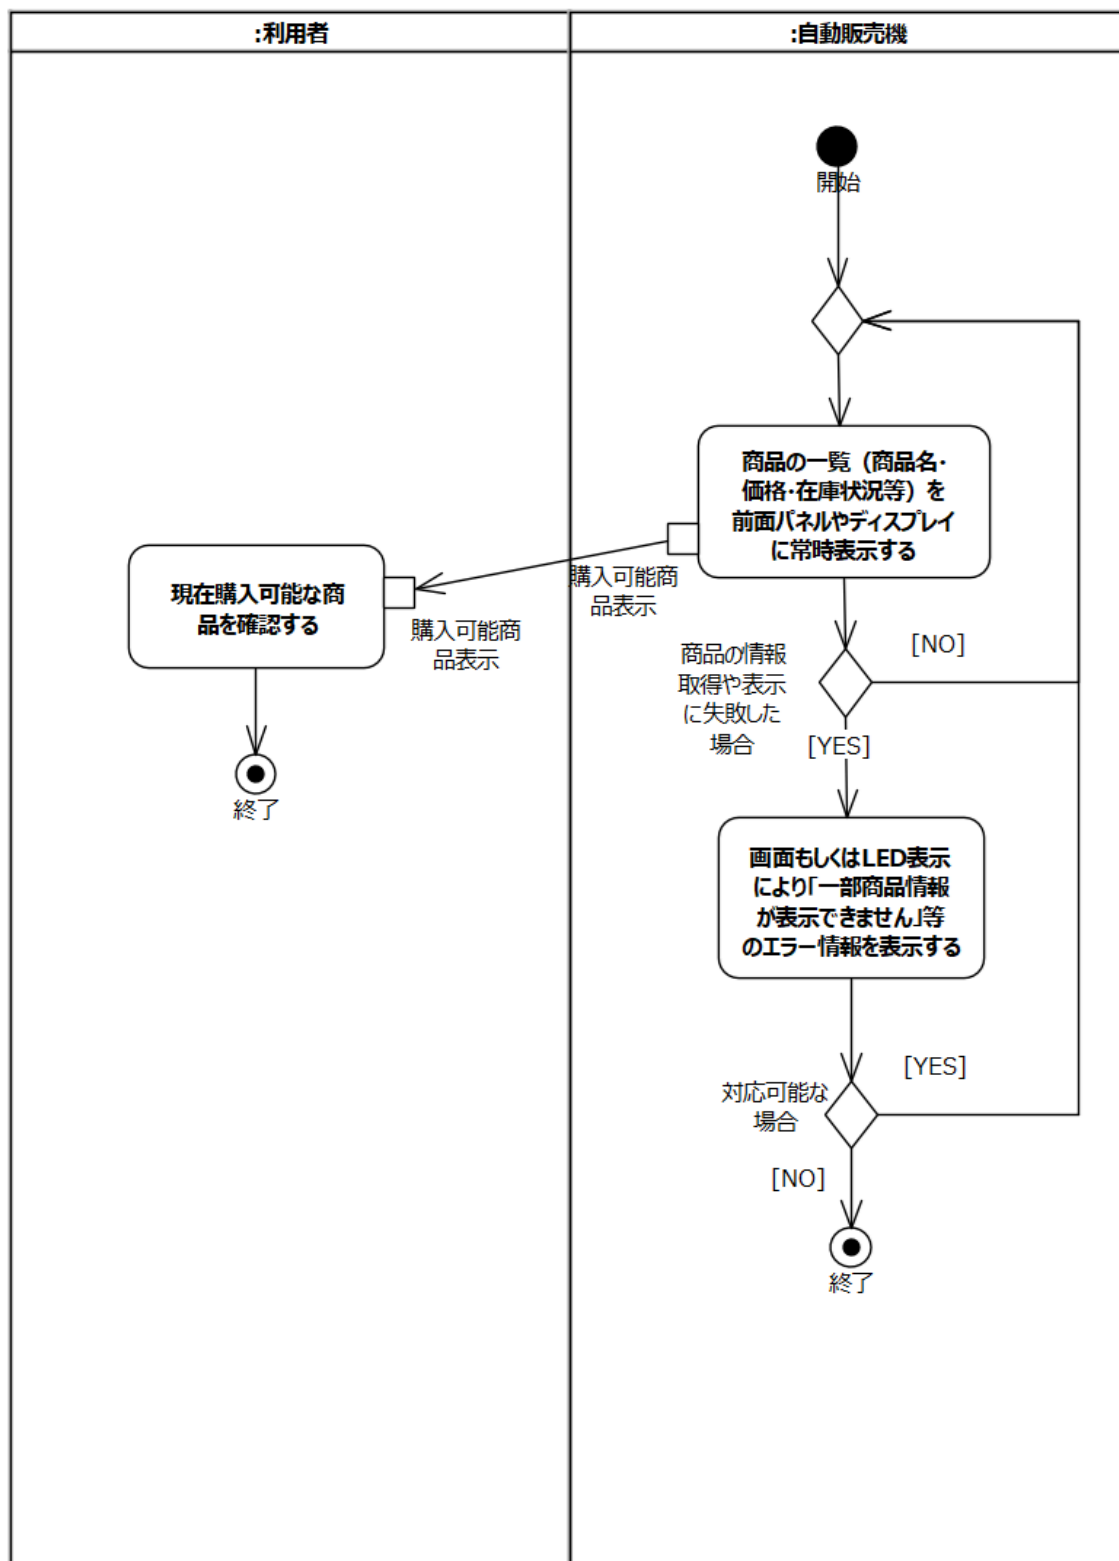 :利用者
:自動販売機
開始
商品の一覧（商品名・
価格・在庫状況等）を
前面パネルやディスプレイ
に常時表示する
購入可能商
品表示
現在購入可能な商
品を確認する
購入可能商
品表示
終了
商品の情報
取得や表示
に失敗した
場合
[NO]
[YES]
画面もしくはLED表示
により「一部商品情報
が表示できません」等
のエラー情報を表示する
対応可能な
場合
[YES]
[NO]
終了